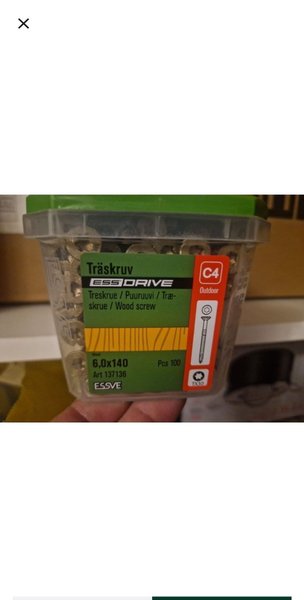 Träskruv
ESSDRIVE
Treskrue / Puuruuvi / Træ-
skrue / Wood screw
6,0x140 Pcs 100
Art 137136
ESSVE
C4
Outdoor